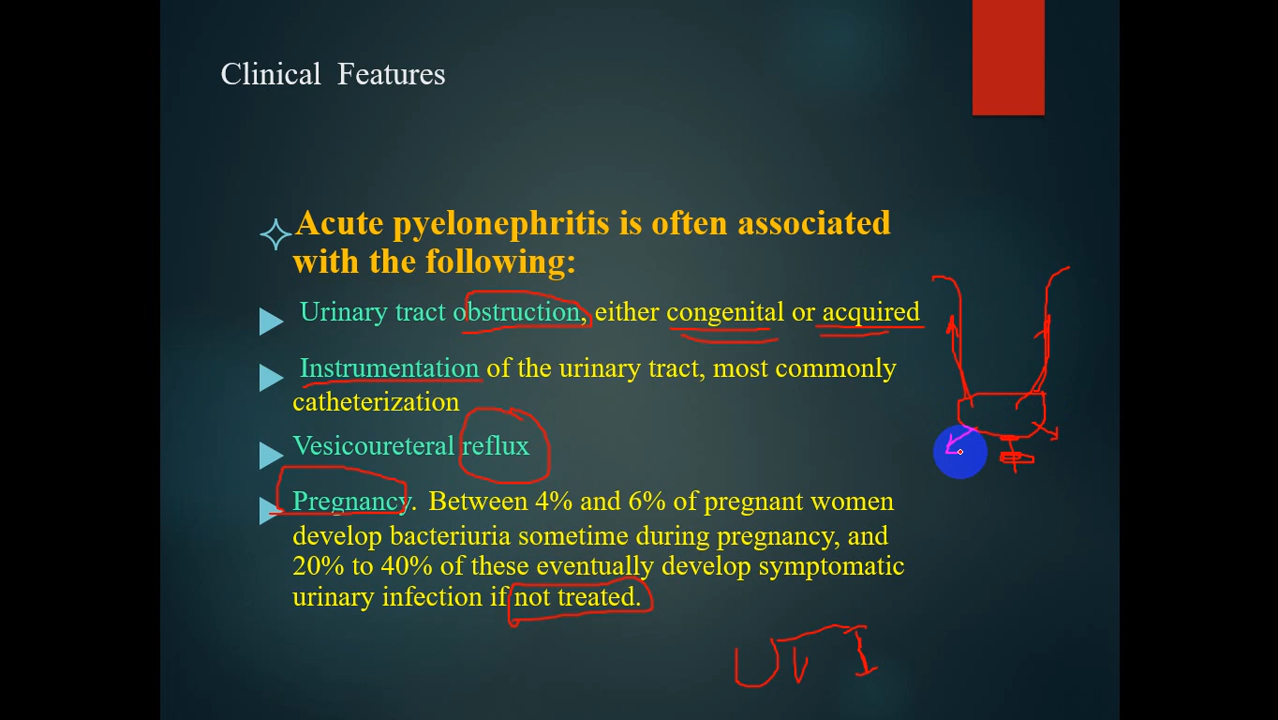 Clinical Features
Acute pyelonephritis is often associated
with the following:
Urinary tract obstruction, either congenital or acquired
Instrumentation of the urinary tract, most commonly
catheterization
Vesicoureteral reflux
Pregnancy. Between 4% and 6% of pregnant women
develop bacteriuria sometime during pregnancy, and
20% to 40% of these eventually develop symptomatic
urinary infection if not treated.
UTI